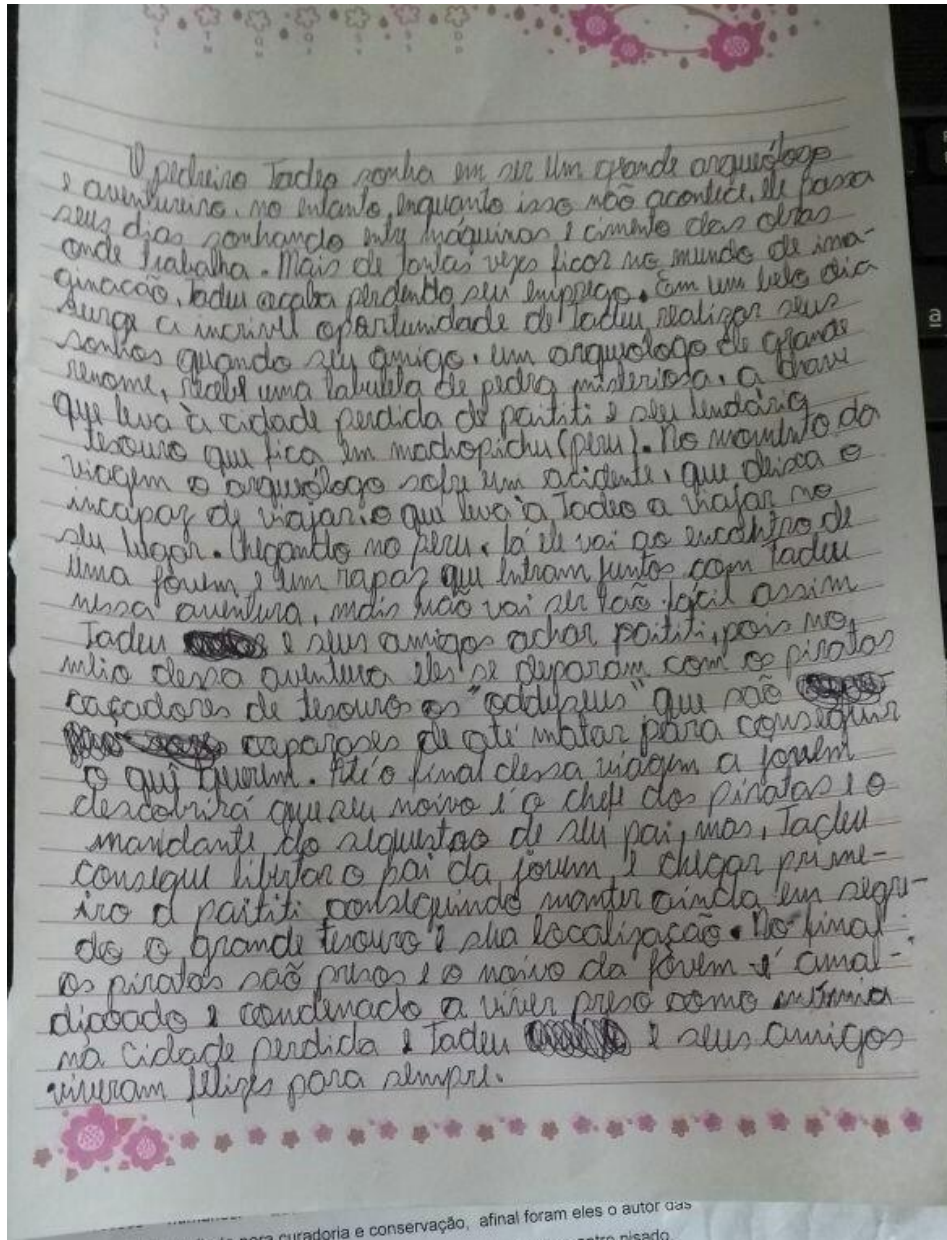 O pedreiro Tadeo sonha em ser um grande arqueólogo
e aventureiro, no entanto, enquanto isso não acontece, ele passa
seus dias sonhando entre máquinas e cimento das obras
onde trabalha. Mais de tantas vezes ficar no mundo de ima-
ginacão, Tadeu acaba perdendo seu emprego. Em um belo dia
surge a incrivel oportunidade de Tadeu realizar seus
sonhos quando seu amigo, um arquiologo de grande
renome, recebe uma tabuleta de pedra misteriosa, a chave
que leva à cidade perdida de paititi e seu lendário
tesouro que fica em machopichu (peru). No momento da
viagem o arqueólogo sofre um acidente, que deixa o
incapaz de viajar e o que leva à Tadeo a viajar no
seu lugar. Chegando no peru, lá ele vai ao encontro de
uma jovem e um rapaz que entram juntos com Tadeu
nessa aventura, mais não vai ser tão fácil assim
Tadeu e seus amigos achar paititi, pois no
meio dessa aventura eles se deparam com os piratas
caçadores de tesouro os "oddyseus" que são
caparases de até matar para conseguir
o que querem. Até o final dessa viagem a jovem
descobrirá que seu noivo é o chefe dos piratas e o
mandante do sequestro de seu pai, mas, Tadeu
consegue libertar o pai da jovem e chegar prime-
iro a paititi conseguindo manter ainda em segre-
do o grande tesouro e sua localização. No final
os piratas são presos e o noivo da jovem é amal-
diçoado e condenado a viver preso como múmia
na cidade perdida e Tadeu e seus amigos
viveram felizes para sempre.
para curadoria e conservação, afinal foram eles o autor das
a